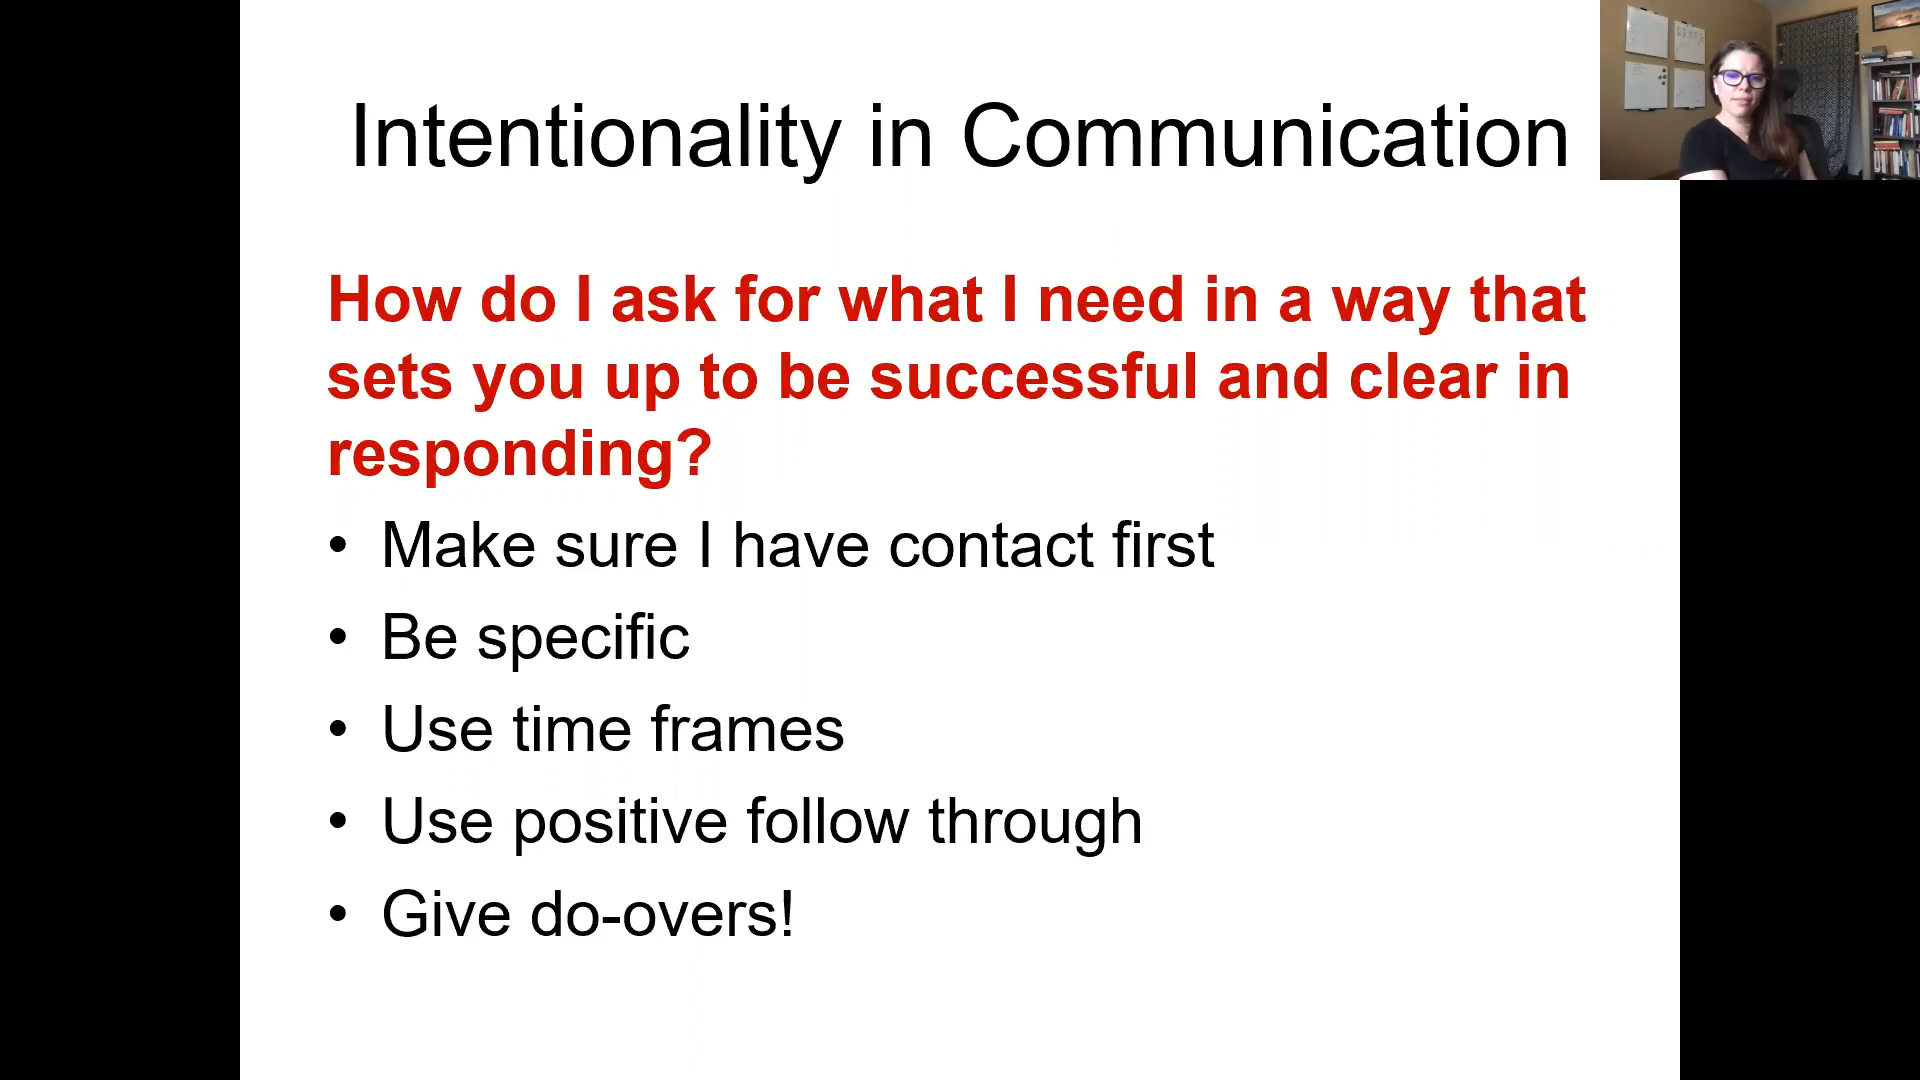 Intentionality in Communication
How do I ask for what I need in a way that
sets you up to be successful and clear in
responding?
• Make sure I have contact first
• Be specific
• Use time frames
• Use positive follow through
• Give do-overs!